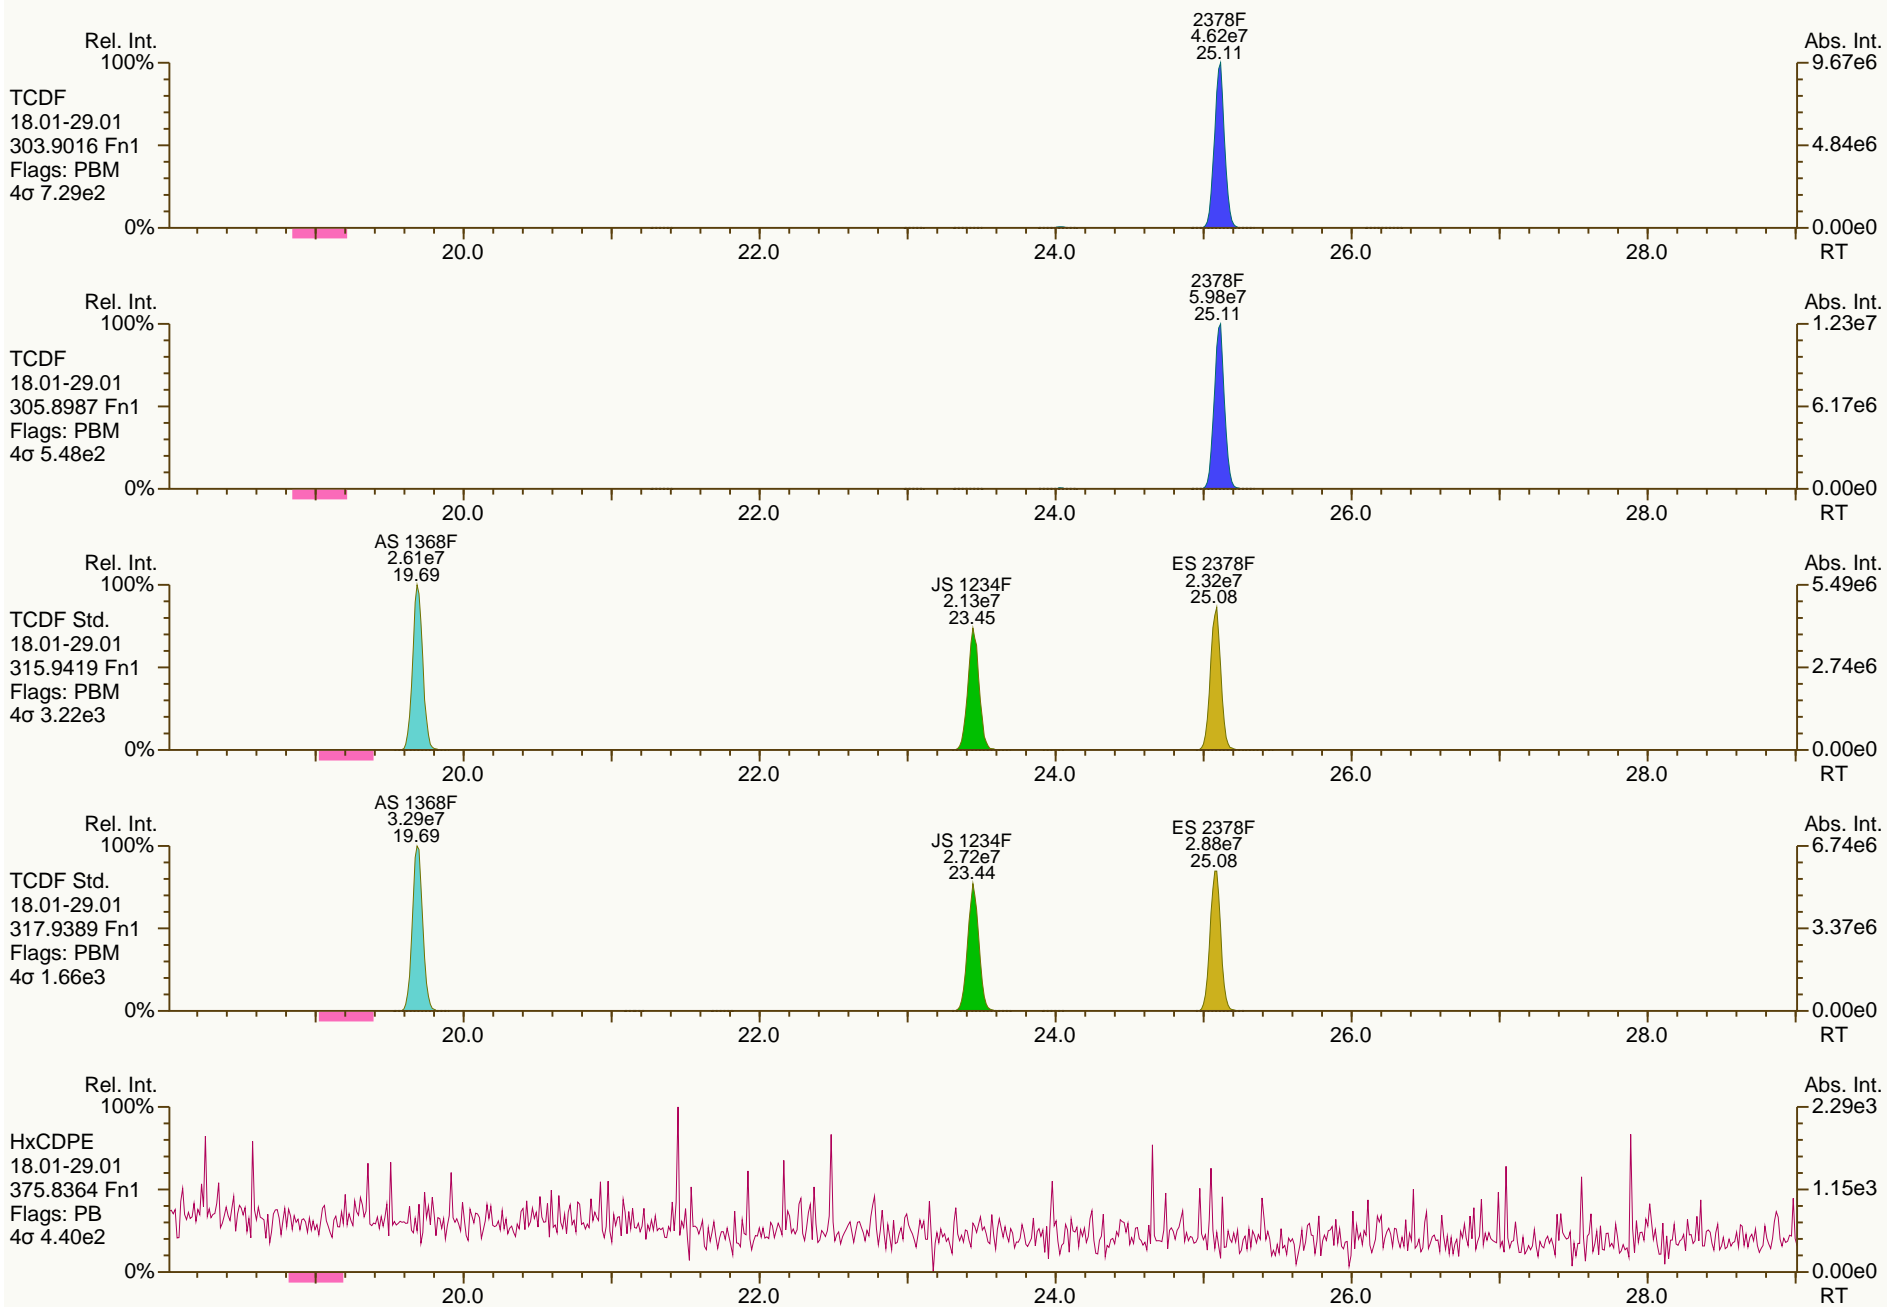 2378F
4.62e7
25.11
Rel. Int.
Abs. Int.
100%
9.67e6
TCDF
18.01-29.01
303.9016 Fn1
4.84e6
Flags: PBM
4σ 7.29e2
0%
0.00e0
20.0 22.0 24.0 26.0 28.0 RT
2378F
5.98e7
25.11
Rel. Int.
Abs. Int.
100%
1.23e7
TCDF
18.01-29.01
305.8987 Fn1
6.17e6
Flags: PBM
4σ 5.48e2
0%
0.00e0
20.0 22.0 24.0 26.0 28.0 RT
AS 1368F
2.61e7
19.69
JS 1234F
2.13e7
23.45
ES 2378F
2.32e7
25.08
Rel. Int.
Abs. Int.
100%
5.49e6
TCDF Std.
18.01-29.01
315.9419 Fn1
2.74e6
Flags: PBM
4σ 3.22e3
0%
0.00e0
20.0 22.0 24.0 26.0 28.0 RT
AS 1368F
3.29e7
19.69
JS 1234F
2.72e7
23.44
ES 2378F
2.88e7
25.08
Rel. Int.
Abs. Int.
100%
6.74e6
TCDF Std.
18.01-29.01
317.9389 Fn1
3.37e6
Flags: PBM
4σ 1.66e3
0%
0.00e0
20.0 22.0 24.0 26.0 28.0 RT
Rel. Int.
Abs. Int.
100%
2.29e3
HxCDPE
18.01-29.01
375.8364 Fn1
1.15e3
Flags: PB
4σ 4.40e2
0%
0.00e0
20.0 22.0 24.0 26.0 28.0 RT